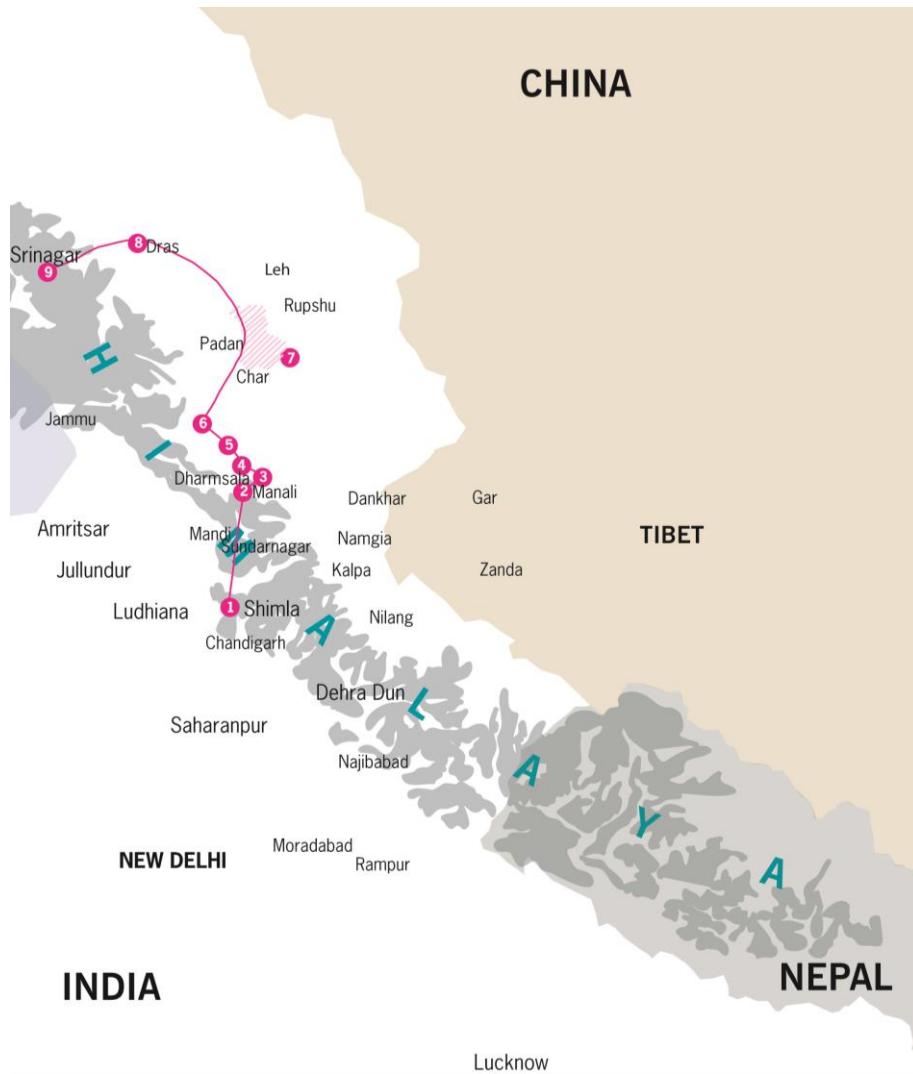 CHINA
8 Dras
Srinagar
9
Leh
Rupshu
Padan
7
Char
H
Jammu
6
5
I
4
Dharmsala 3
2 Manali
Dankhar
Gar
Amritsar
Mandi
M
Sundarnagar
Namgia
TIBET
Jullundur
Kalpa
Zanda
Ludhiana
1 Shimla
Nilang
A
Chandigarh
Dehra Dun
L
Saharanpur
Najibabad
A
Y
Moradabad
NEW DELHI
Rampur
A
INDIA
NEPAL
Lucknow